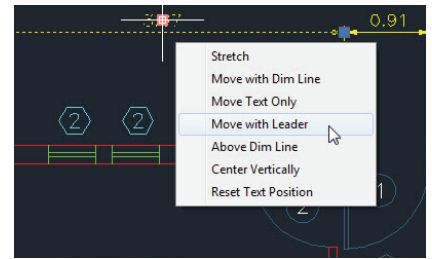 0.91
Stretch
Move with Dim Line
Move Text Only
2
2
Move with Leader
Above Dim Line
Center Vertically
Reset Text Position
1
2